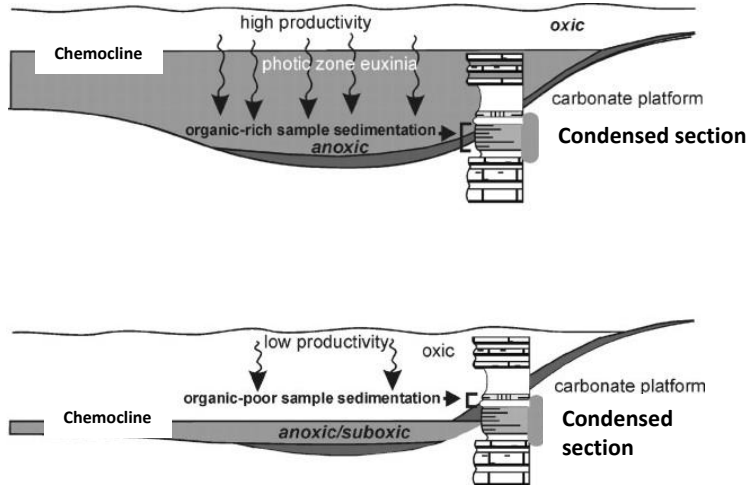 high productivity
oxic
Chemocline
photic zone euxinia
carbonate platform
organic-rich sample sedimentation
Condensed section
anoxic
low productivity
oxic
carbonate platform
organic-poor sample sedimentation
Chemocline
Condensed
section
anoxic/suboxic